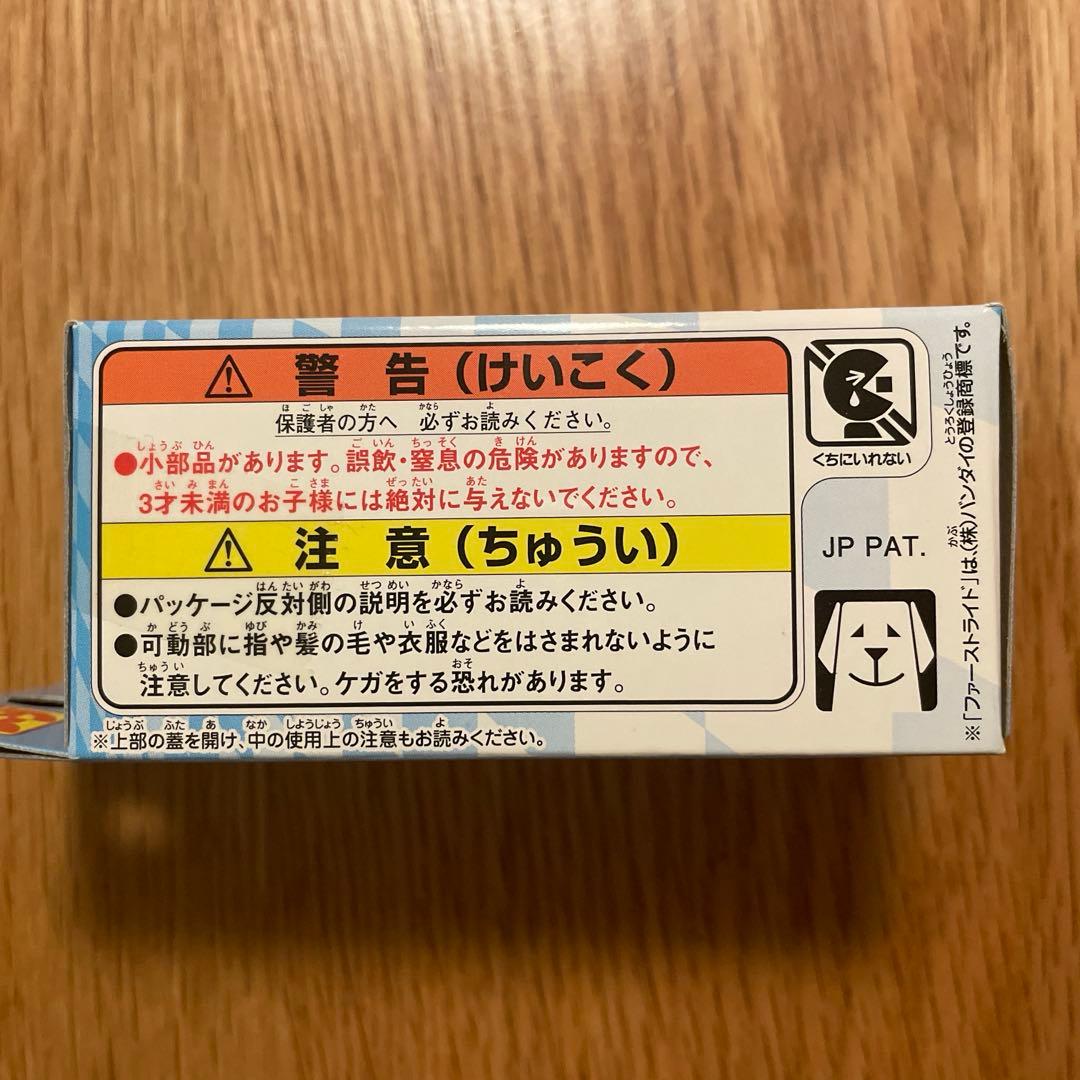 警告(けいこく)
保護者の方へ 必ずお読みください。
●小部品があります。誤飲・窒息の危険がありますので、
3才未満のお子様には絶対に与えないでください。
注意(ちゅうい)
●パッケージ反対側の説明を必ずお読みください。
●可動部に指や髪の毛や衣服などをはさまれないように
注意してください。ケガをする恐れがあります。
※上部の蓋を開け、中の使用上の注意もお読みください。
くちにいれない
JP PAT.
※「ファーストライド」は、(株)バンダイの登録商標です。